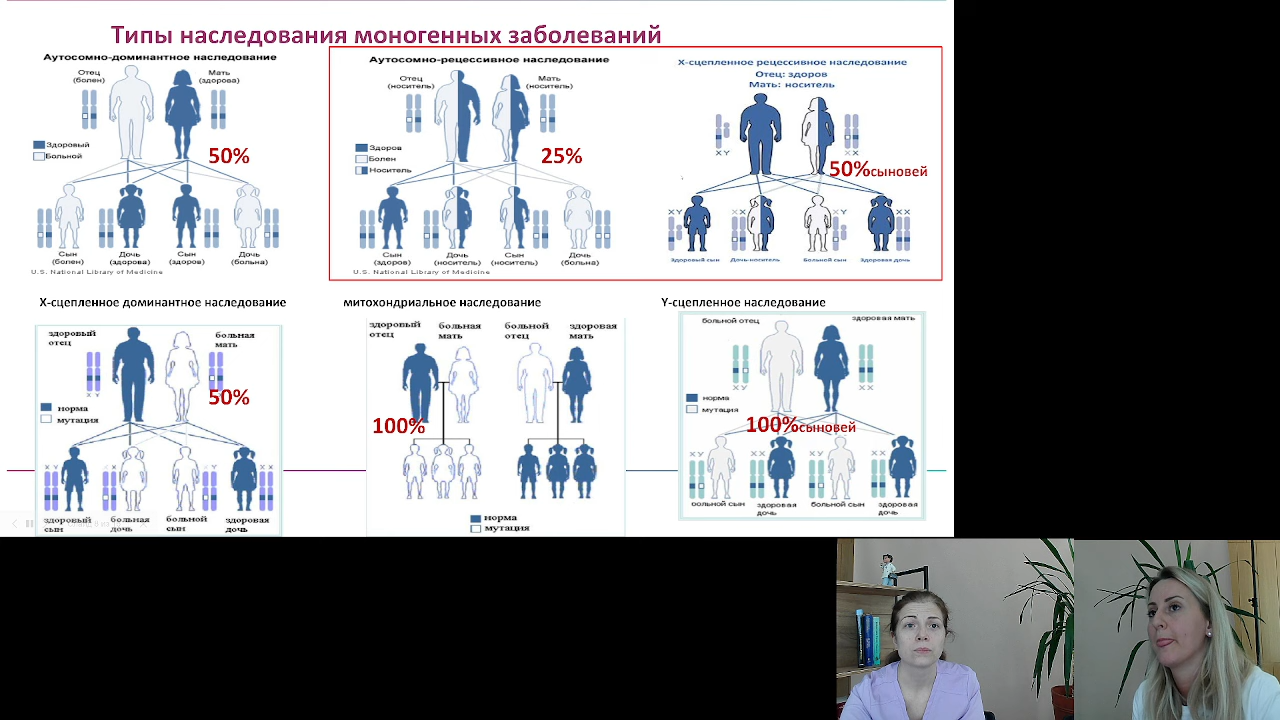 Типы наследования моногенных заболеваний
Аутосомно-доминантное наследование
Отец
(болен)
Мать
(здорова)
Здоровый
Больной
50%
Сын
(болен)
Дочь
(здорова)
Сын
(здоров)
Дочь
(больна)
U.S. National Library of Medicine
Аутосомно-рецессивное наследование
Отец
(носитель)
Мать
(носитель)
Здоров
Болен
Носитель
25%
Сын
(здоров)
Дочь
(носитель)
Сын
(носитель)
Дочь
(больна)
U.S. National Library of Medicine
Х-сцепленное рецессивное наследование
Отец: здоров
Мать: носитель
X Y
X X
50%сыновей
X Y
X X
X Y
X X
Здоровый сын
Дочь-носитель
Больной сын
Здоровая дочь
Х-сцепленное доминантное наследование
здоровый
отец
больная
мать
X Y
X X
50%
норма
мутация
X Y
X X
X Y
X X
здоровый
сын
больная
дочь
больной
сын
здоровая
дочь
митохондриальное наследование
здоровый
отец
больная
мать
больной
отец
здоровая
мать
100%
норма
мутация
Y-сцепленное наследование
больной отец
здоровая мать
X Y
X X
норма
мутация
100%сыновей
X Y
X X
X Y
X X
больной сын
здоровая
дочь
больной сын
здоровая
дочь